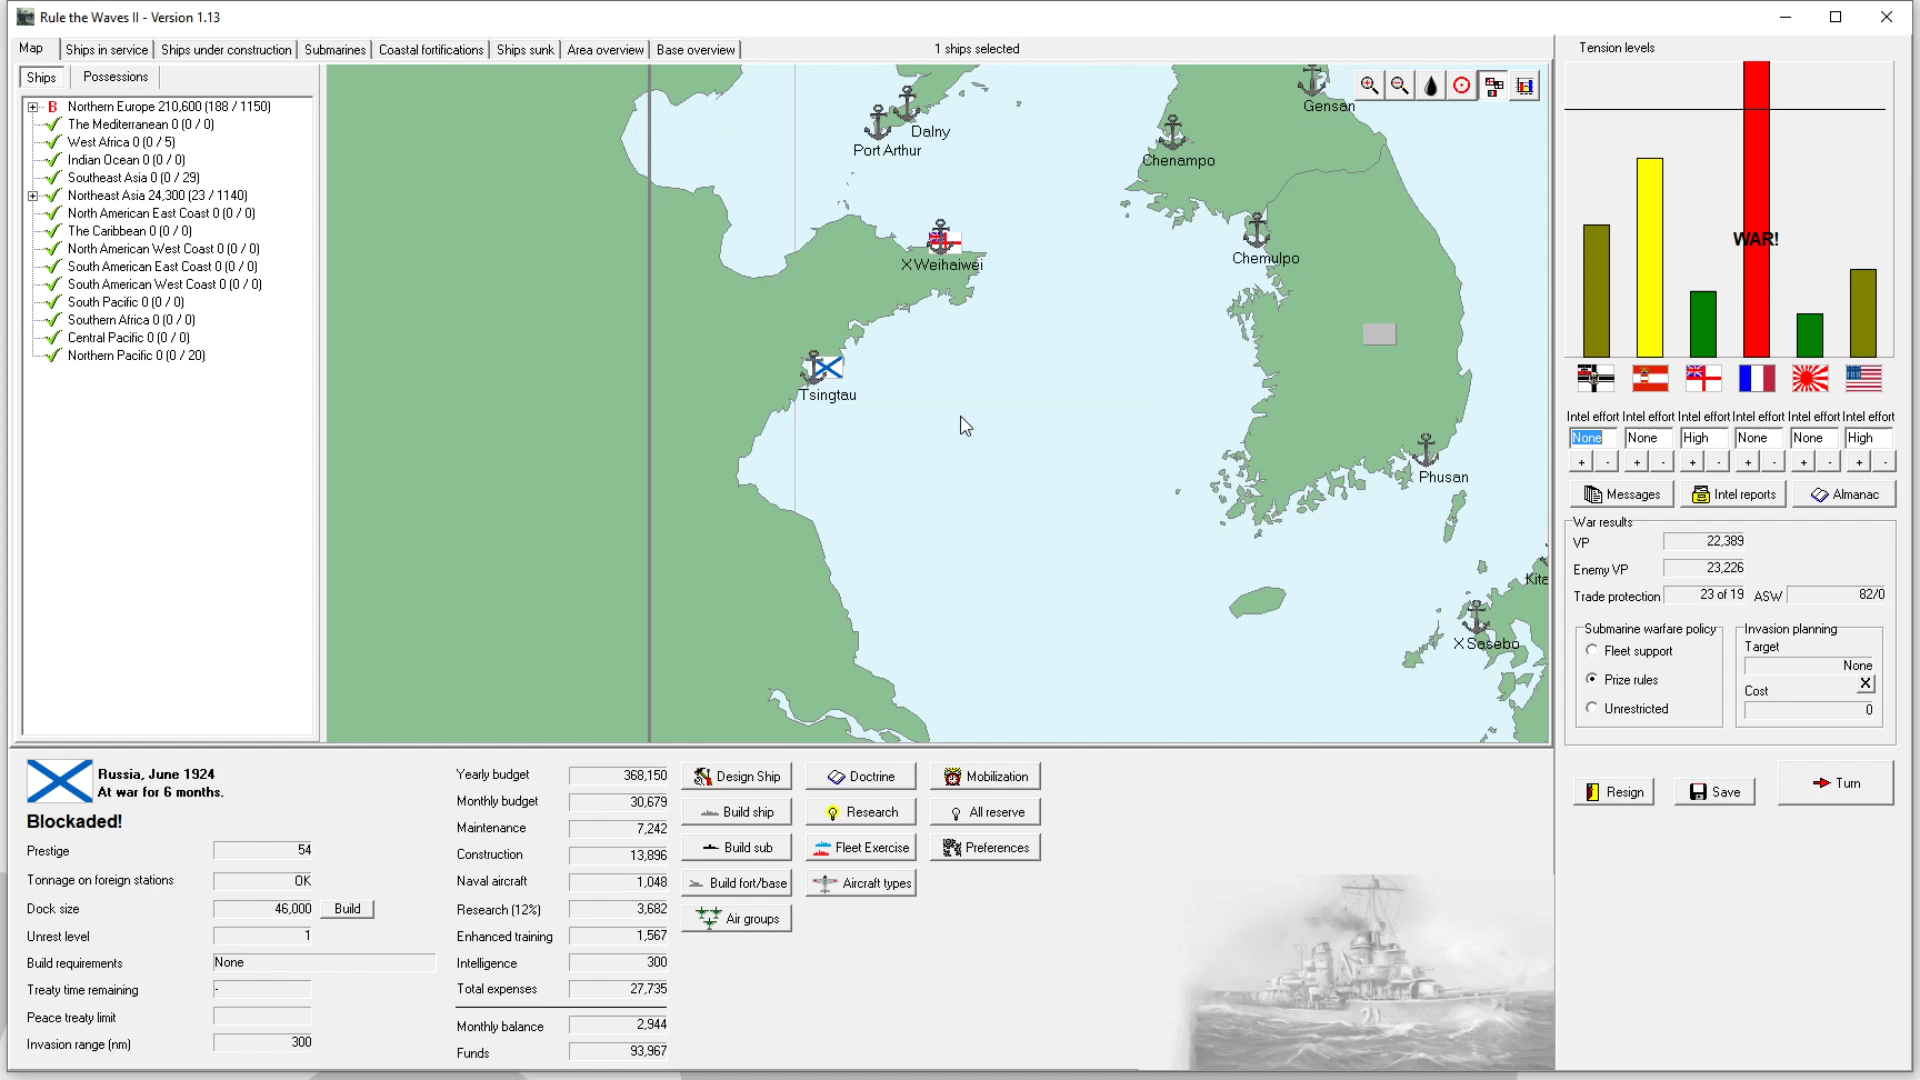 Rule the Waves II - Version 1.13
Map
Ships in service
Ships under construction
Submarines
Coastal fortifications
Ships sunk
Area overview
Base overview
1 ships selected
Ships
Possessions
B Northern Europe 210,600 (188 / 1150)
The Mediterranean 0 (0 / 0)
West Africa 0 (0 / 5)
Indian Ocean 0 (0 / 0)
Southeast Asia 0 (0 / 29)
Northeast Asia 24,300 (23 / 1140)
North American East Coast 0 (0 / 0)
The Caribbean 0 (0 / 0)
North American West Coast 0 (0 / 0)
South American East Coast 0 (0 / 0)
South American West Coast 0 (0 / 0)
South Pacific 0 (0 / 0)
Southern Africa 0 (0 / 0)
Central Pacific 0 (0 / 0)
Northern Pacific 0 (0 / 20)
Gensan
Dalny
Port Arthur
Chenampo
X Weihaiwei
Chemulpo
Tsingtau
Phusan
Kita
X Sasebo
Tension levels
WAR!
Intel effort Intel effort Intel effort Intel effort Intel effort Intel effort
None None High None None High
+ - + - + - + - + - + -
Messages
Intel reports
Almanac
War results
VP 22,389
Enemy VP 23,226
Trade protection 23 of 19 ASW 82/0
Submarine warfare policy
Fleet support
Prize rules
Unrestricted
Invasion planning
Target
None
Cost X
0
Resign
Save
Turn
Russia, June 1924
At war for 6 months.
Blockaded!
Prestige 54
Tonnage on foreign stations OK
Dock size 46,000 Build
Unrest level 1
Build requirements None
Treaty time remaining -
Peace treaty limit
Invasion range (nm) 300
Yearly budget 368,150
Monthly budget 30,679
Maintenance 7,242
Construction 13,896
Naval aircraft 1,048
Research (12%) 3,682
Enhanced training 1,567
Intelligence 300
Total expenses 27,735
Monthly balance 2,944
Funds 93,967
Design Ship
Doctrine
Mobilization
Build ship
Research
All reserve
Build sub
Fleet Exercise
Preferences
Build fort/base
Aircraft types
Air groups